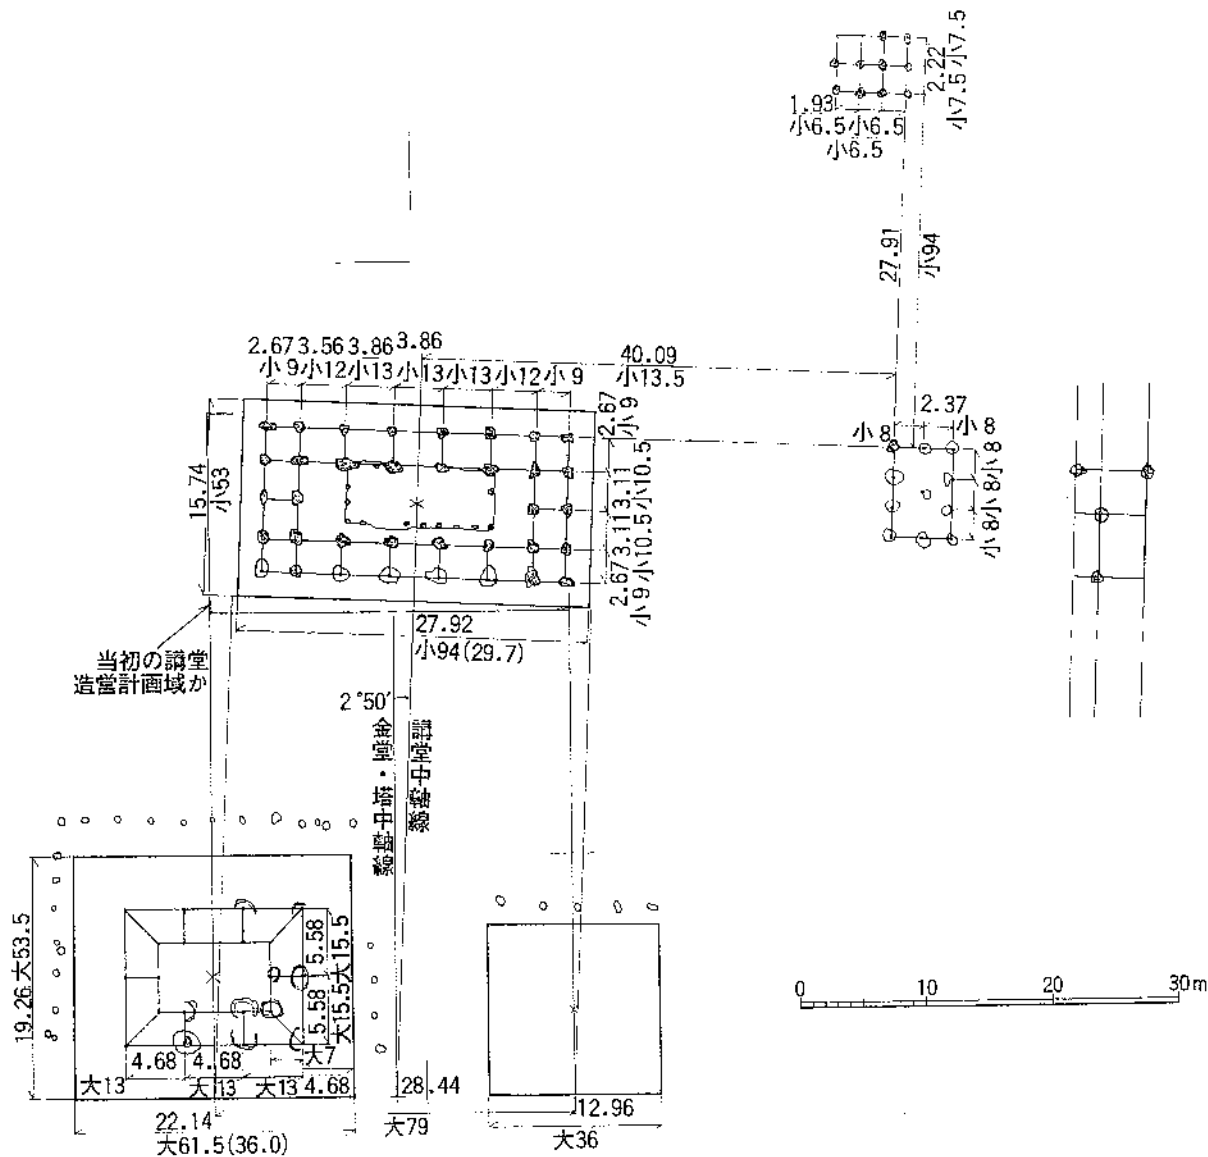 小7.5
2.22
小7.5
1.93
小6.5小6.5
小6.5
27.91
小94
2.67 3.56 3.86 3.86
小9小12小13小13小13小13小12小9
40.09
小13.5
2.67
小9
3.11
小10.5
3.11
小10.5
2.67
小9
15.74
小53
2.37
小8
小8
小8小8小8
27.92
小94(29.7)
当初の講堂
造営計画域か
2°50′
金堂・塔中軸線
講堂中軸線
19.26
大53.5
5.58
大15.5
5.58
大15.5
4.68
4.68
大7
大13
大13
大13
4.68
22.14
大61.5(36.0)
28.44
大79
12.96
大36
0
10
20
30m